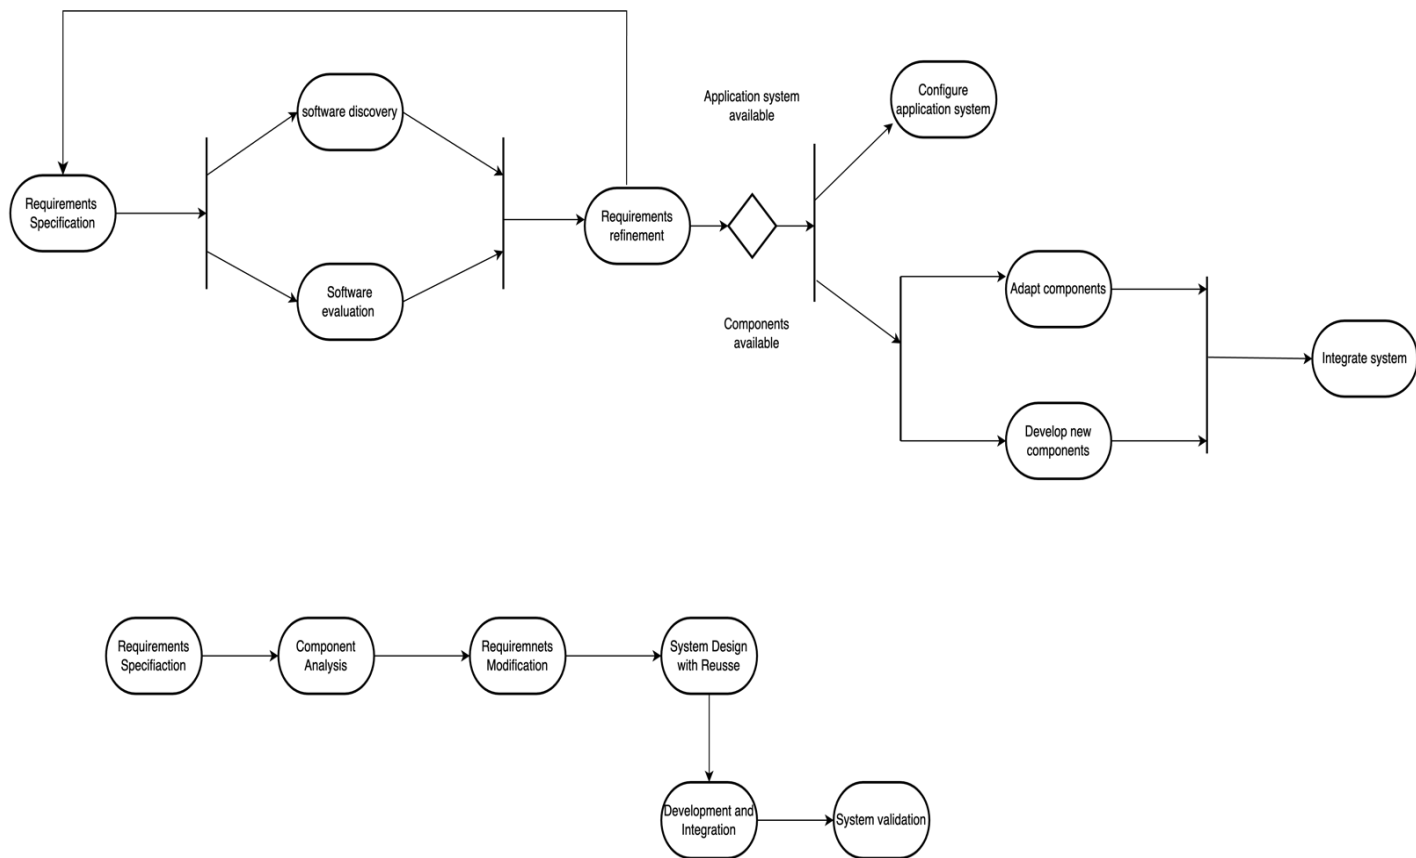 software discovery
Requirements
Specification
Software
evaluation
Requirements
refinement
Application system
available
Components
available
Configure
application system
Adapt components
Develop new
components
Integrate system
Requirements
Specifiaction
Component
Analysis
Requiremnets
Modification
System Design
with Reusse
Development and
Integration
System validation